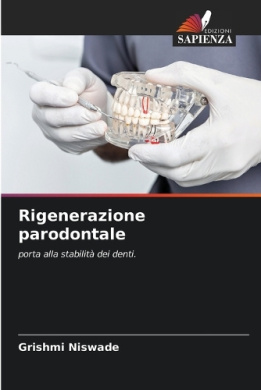 EDIZIONI
SAPIENZA
Rigenerazione
parodontale
porta alla stabilità dei denti.
Grishmi Niswade